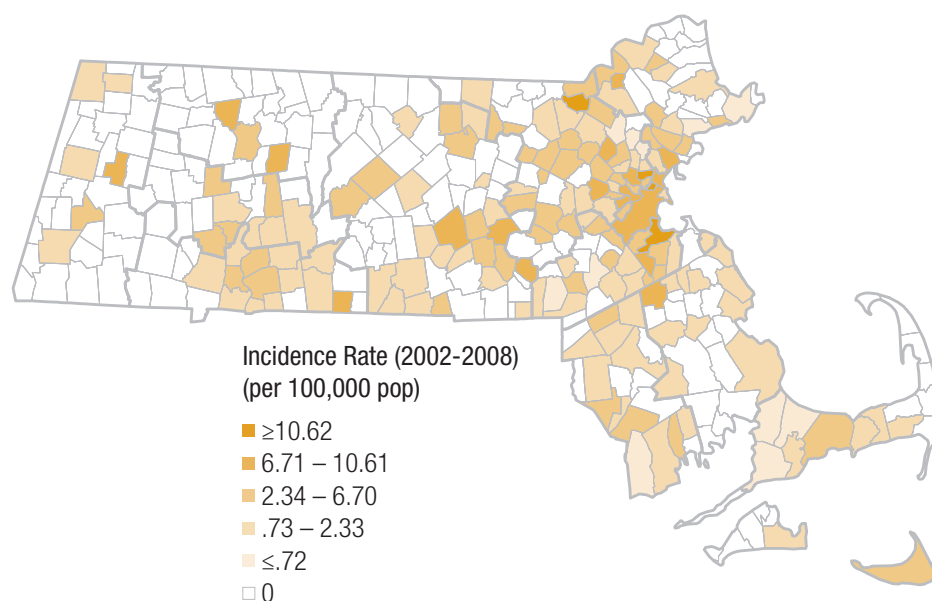 Incidence Rate (2002-2008)
(per 100,000 pop)
≥10.62
6.71 – 10.61
2.34 – 6.70
.73 – 2.33
≤.72
0